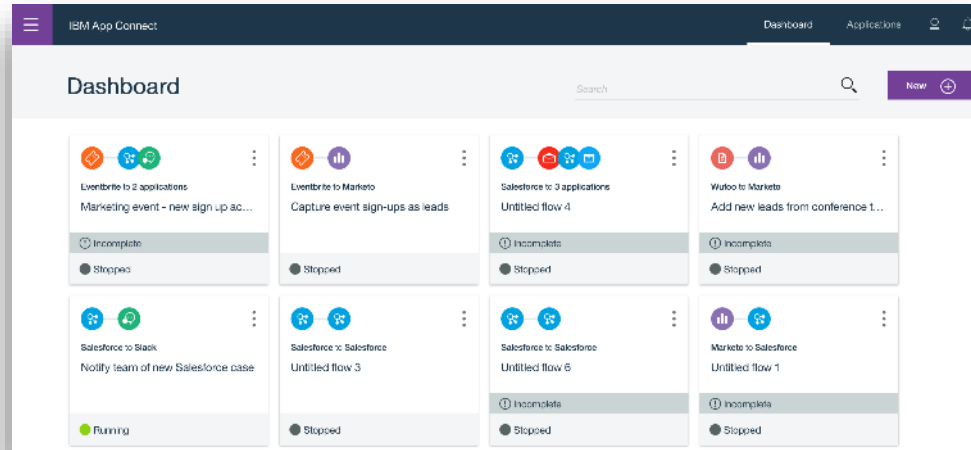 IBM App Connect
Dashboard
Applications
Dashboard
Search
New
Eventbrite to 2 applications
Marketing event - new sign up ac...
Incomplete
Stopped
Eventbrite to Marketo
Capture event sign-ups as leads
Stopped
Salesforce to 3 applications
Untitled flow 4
Incomplete
Stopped
Wufoo to Marketo
Add new leads from conference t...
Incomplete
Stopped
Salesforce to Slack
Notify team of new Salesforce case
Running
Salesforce to Salesforce
Untitled flow 3
Stopped
Salesforce to Salesforce
Untitled flow 6
Incomplete
Stopped
Marketo to Salesforce
Untitled flow 1
Incomplete
Stopped